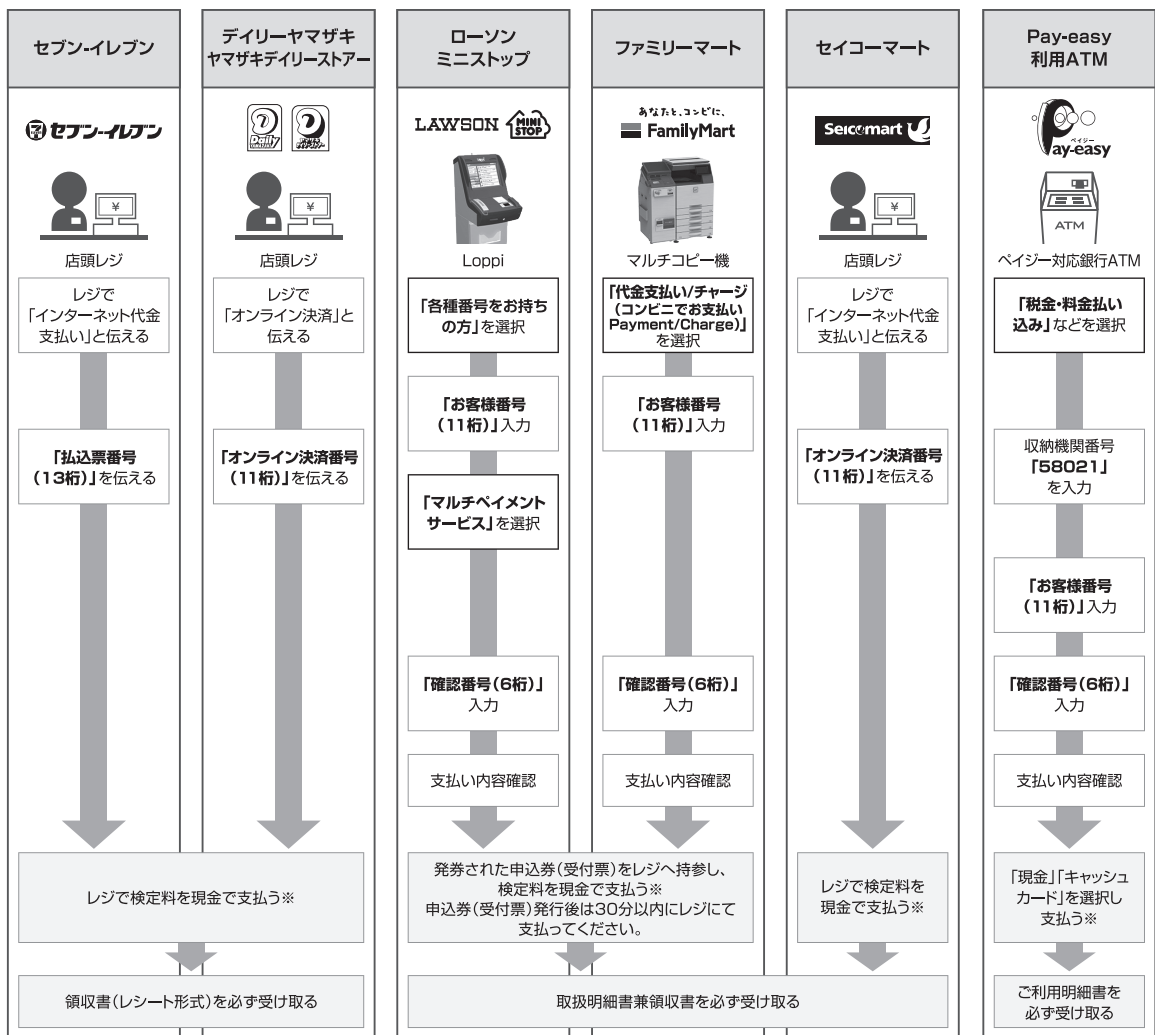 セブン-イレブン
デイリーヤマザキ
ヤマザキデイリーストアー
ローソン
ミニストップ
ファミリーマート
セイコーマート
Pay-easy
利用ATM
セブン-イレブン
Daily
LAWSON
MINI
STOP
あなたと、コンビに、
FamilyMart
Seicomart
ペイジー
Pay-easy
¥
¥
¥
ATM
店頭レジ
店頭レジ
Loppi
マルチコピー機
店頭レジ
ペイジー対応銀行ATM
レジで
「インターネット代金
支払い」と伝える
「払込票番号
(13桁)」を伝える
レジで
「オンライン決済」と
伝える
「オンライン決済番号
(11桁)」を伝える
「各種番号をお持ち
の方」を選択
「お客様番号
(11桁)」入力
「マルチペイメント
サービス」を選択
「確認番号(6桁)」
入力
支払い内容確認
「代金支払い/チャージ
(コンビニでお支払い
Payment/Charge)」
を選択
「お客様番号
(11桁)」入力
「確認番号(6桁)」
入力
支払い内容確認
レジで
「インターネット代金
支払い」と伝える
「オンライン決済番号
(11桁)」を伝える
「税金・料金払い
込み」などを選択
収納機関番号
「58021」
を入力
「お客様番号
(11桁)」入力
「確認番号(6桁)」
入力
支払い内容確認
レジで検定料を現金で支払う※
発券された申込券(受付票)をレジへ持参し、
検定料を現金で支払う※
申込券(受付票)発行後は30分以内にレジにて
支払ってください。
レジで検定料を
現金で支払う※
「現金」「キャッシュ
カード」を選択し
支払う※
領収書(レシート形式)を必ず受け取る
取扱明細書兼領収書を必ず受け取る
ご利用明細書を
必ず受け取る